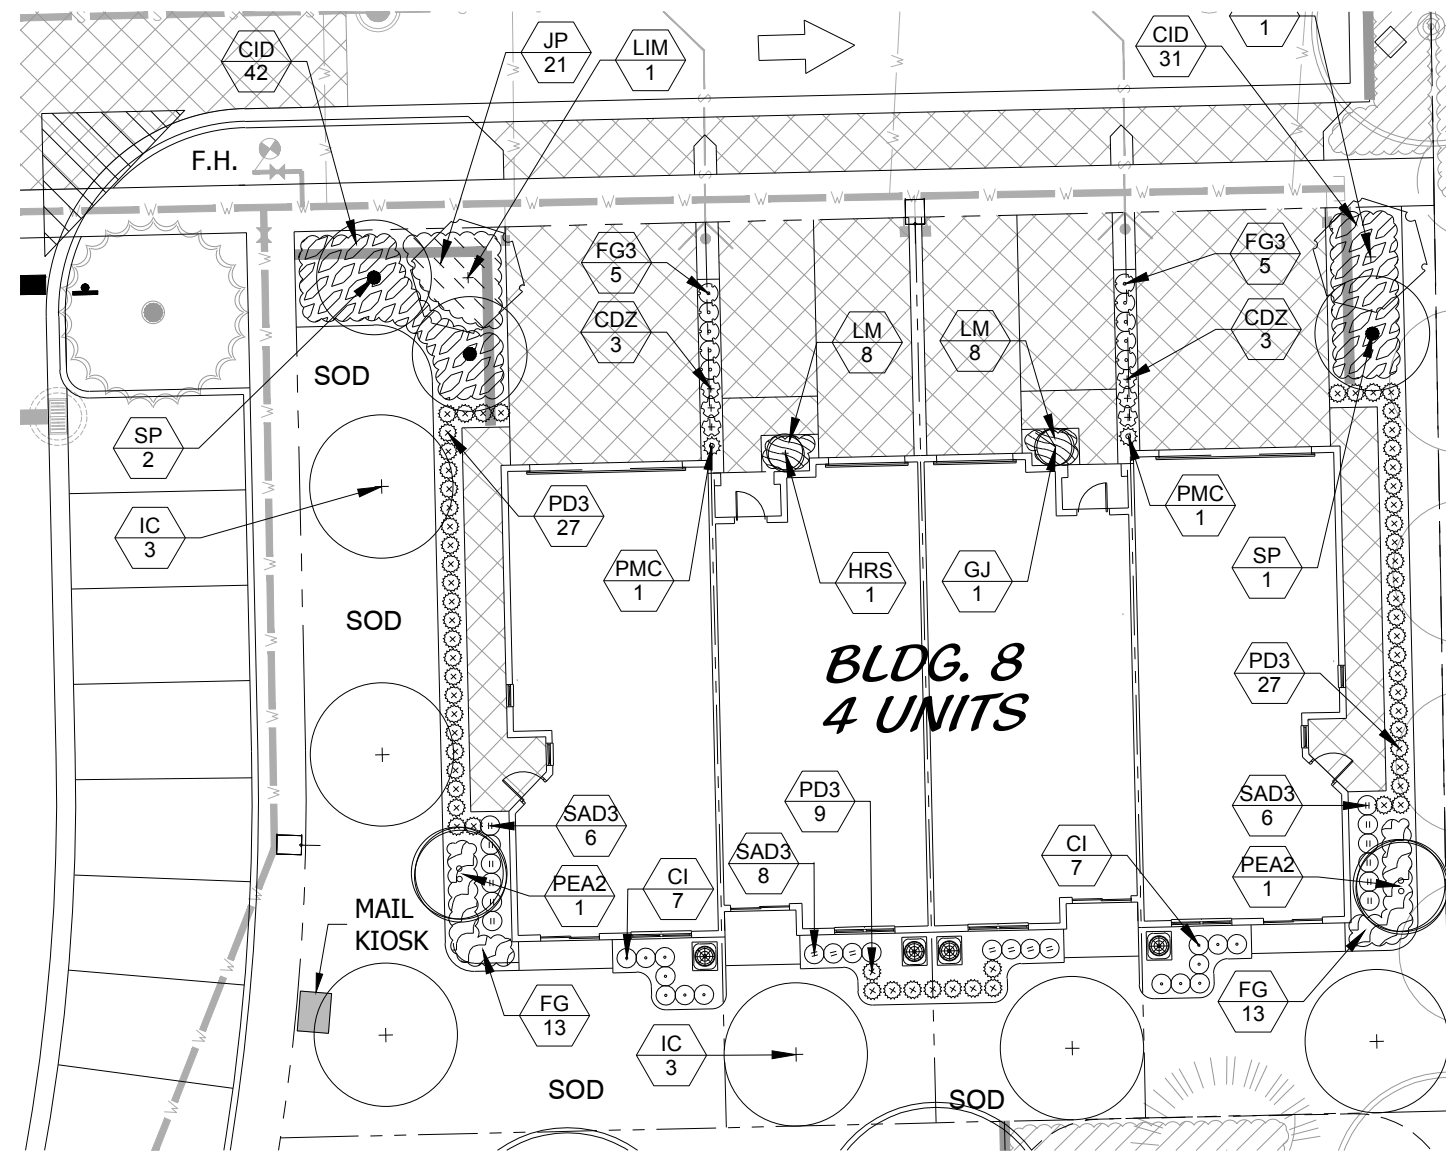 CID
42
JP
21
LIM
1
CID
31
1
F.H.
FG3
5
FG3
5
CDZ
3
LM
8
LM
8
CDZ
3
SOD
SP
2
PD3
27
PMC
1
IC
3
PMC
1
HRS
1
GJ
1
SP
1
SOD
BLDG. 8
4 UNITS
PD3
27
SAD3
6
PD3
9
SAD3
6
SAD3
8
CI
7
PEA2
1
CI
7
PEA2
1
MAIL
KIOSK
FG
13
FG
13
IC
3
SOD
SOD